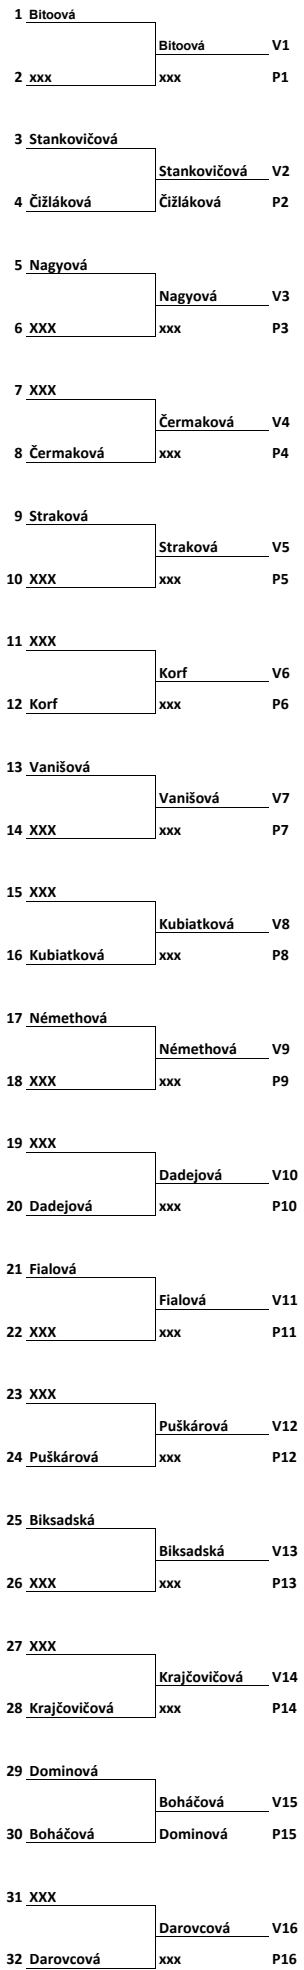 1 Bitoová
Bitoová V1
2 xxx xxx P1
3 Stankovičová
Stankovičová V2
4 Čižláková Čižláková P2
5 Nagyová
Nagyová V3
6 XXX xxx P3
7 XXX
Čermaková V4
8 Čermaková xxx P4
9 Straková
Straková V5
10 XXX xxx P5
11 XXX
Korf V6
12 Korf xxx P6
13 Vanišová
Vanišová V7
14 XXX xxx P7
15 XXX
Kubiatková V8
16 Kubiatková xxx P8
17 Némethová
Némethová V9
18 XXX xxx P9
19 XXX
Dadejová V10
20 Dadejová xxx P10
21 Fialová
Fialová V11
22 XXX xxx P11
23 XXX
Puškárová V12
24 Puškárová xxx P12
25 Biksadská
Biksadská V13
26 XXX xxx P13
27 XXX
Krajčovičová V14
28 Krajčovičová xxx P14
29 Dominová
Boháčová V15
30 Boháčová Dominová P15
31 XXX
Darovcová V16
32 Darovcová xxx P16